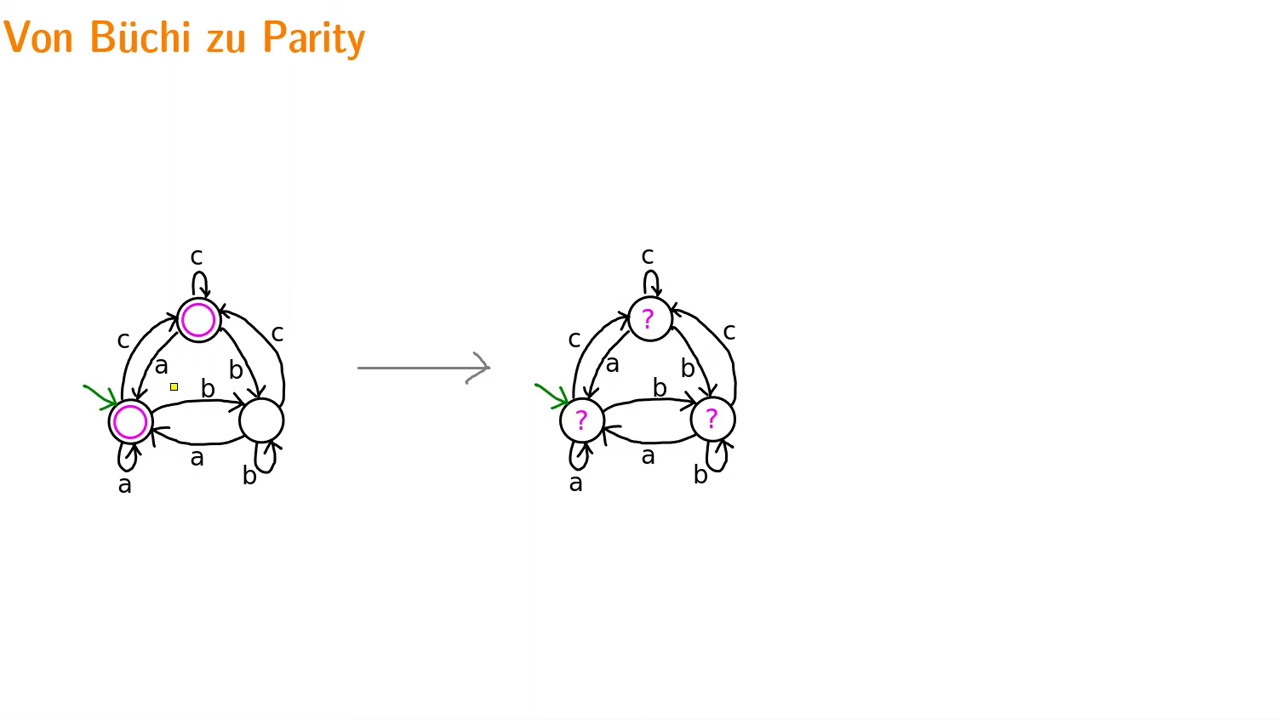 Von Büchi zu Parity
c c
c c c c
? 
a b a b
b b
? ?
a a
b b
a a